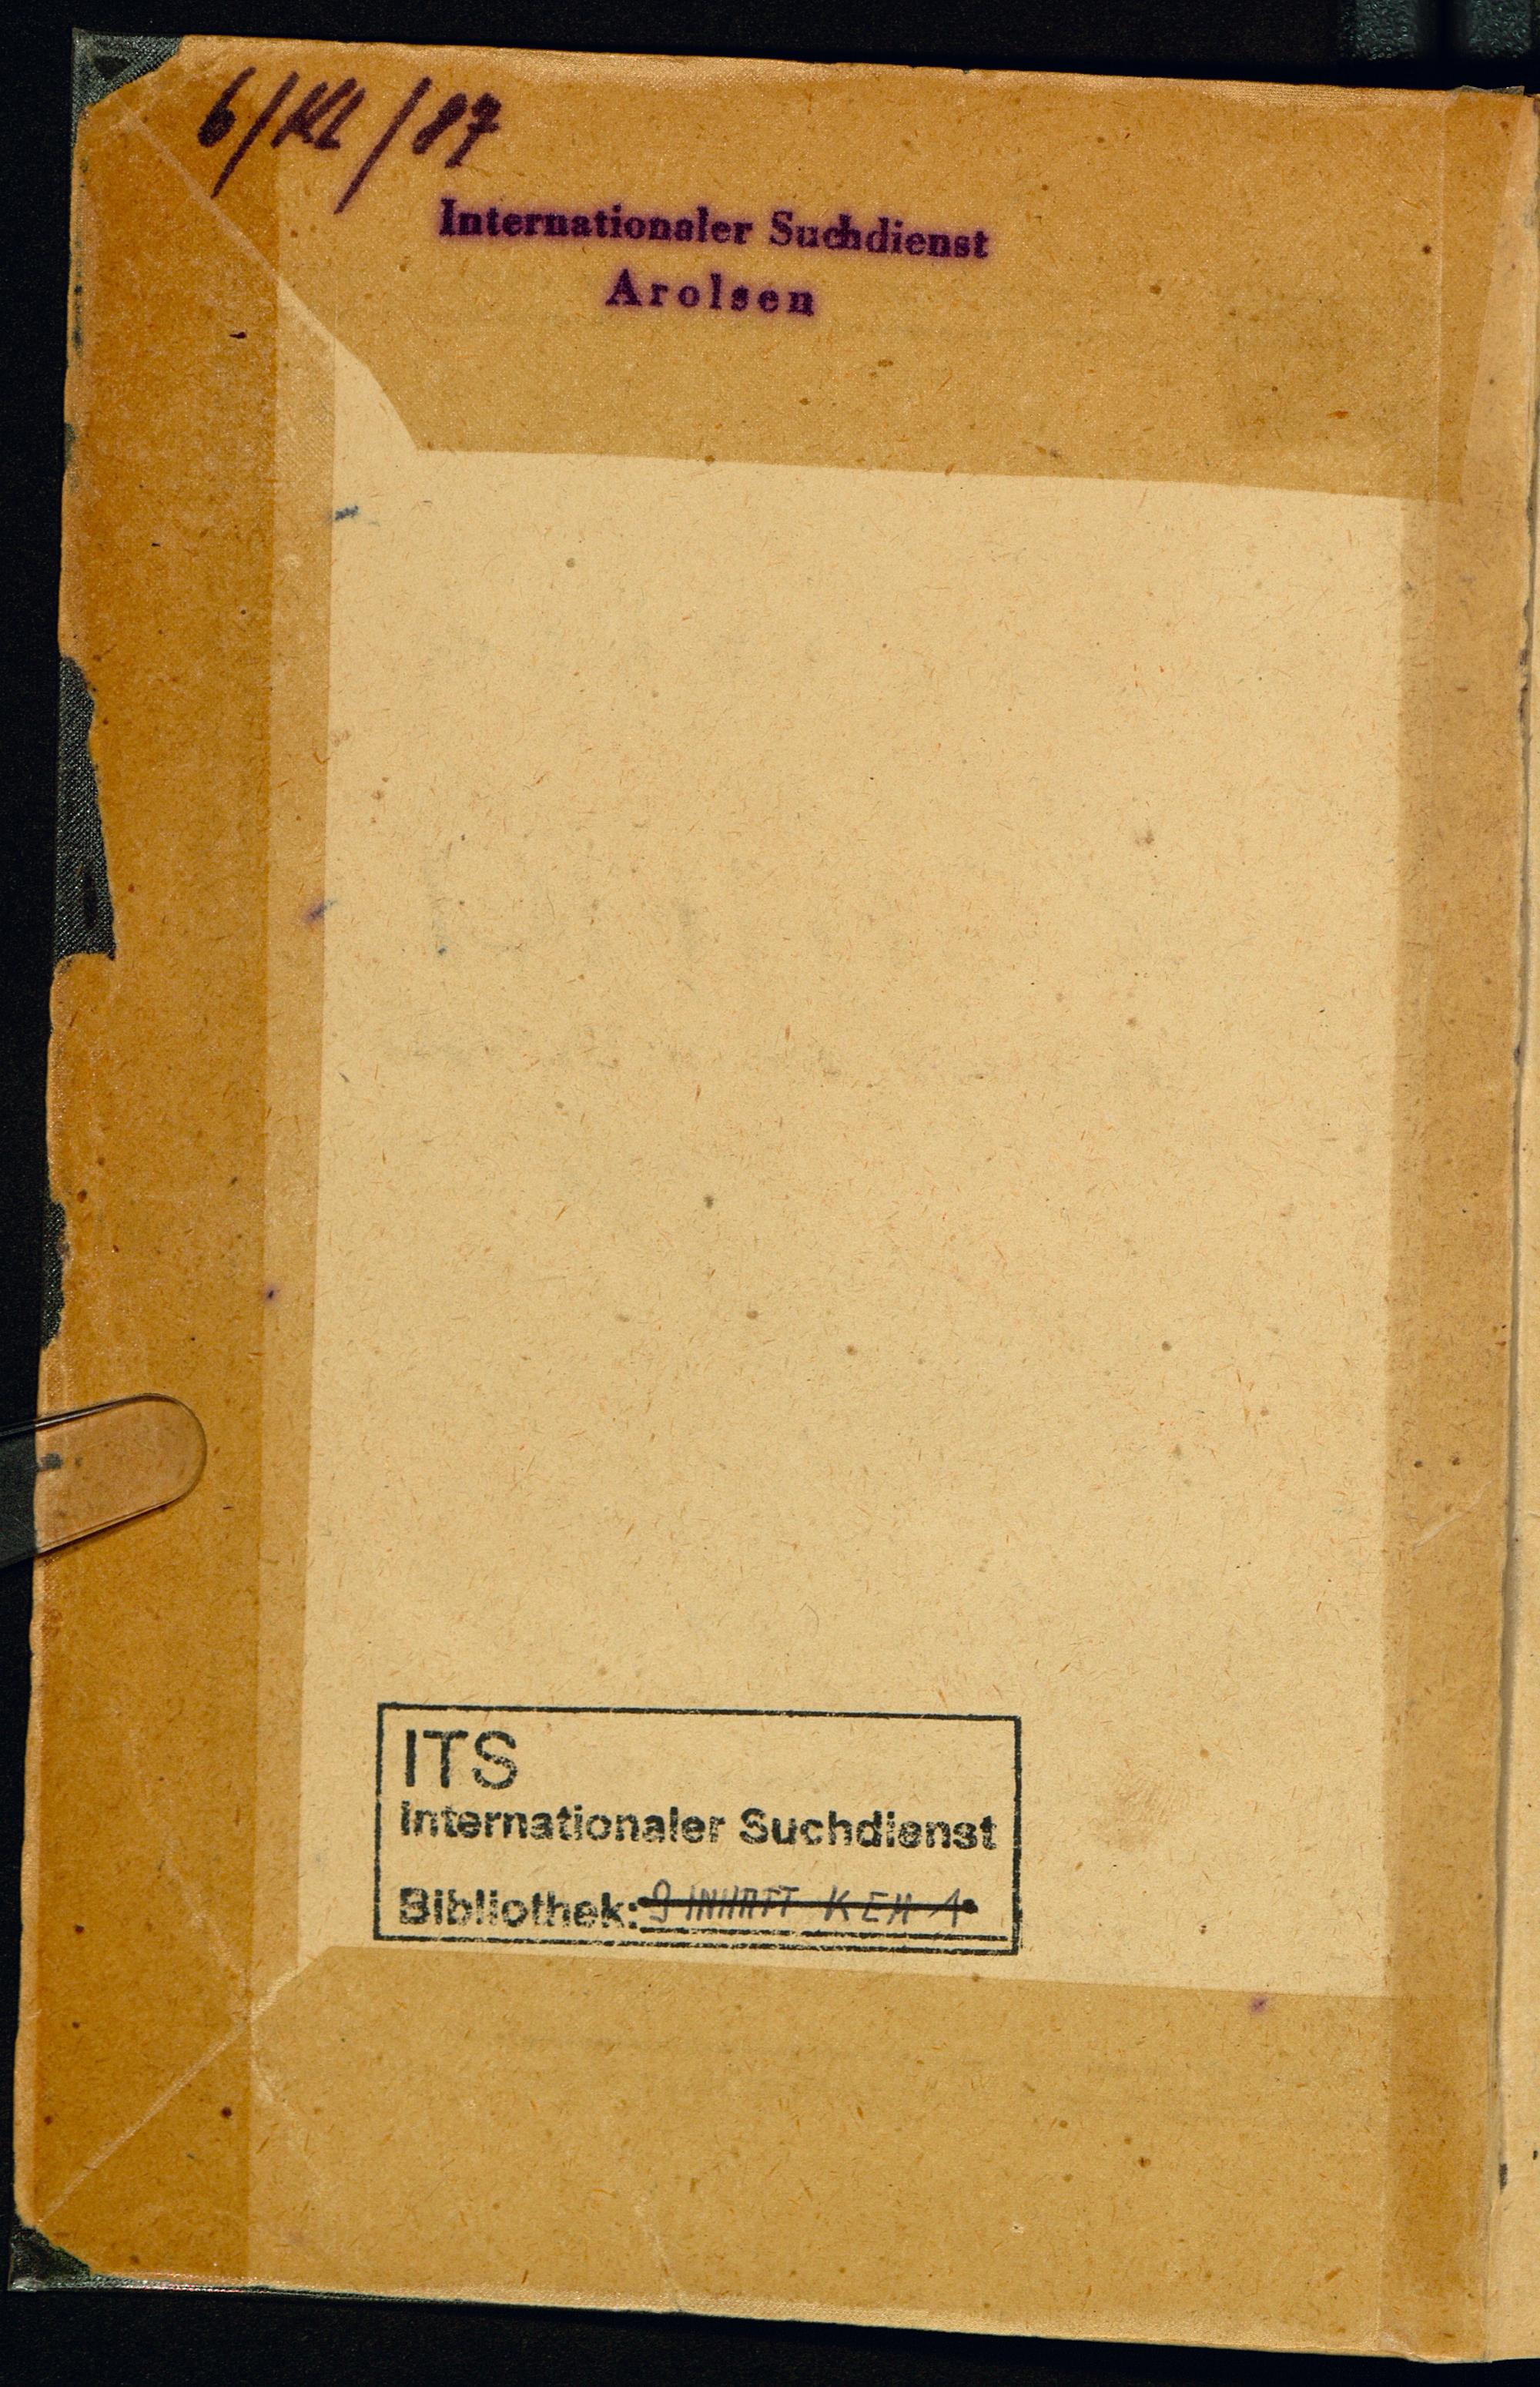 6/Kl/87
Internationaler Suchdienst
Arolsen
ITS
Internationaler Suchdienst
Bibliothek: